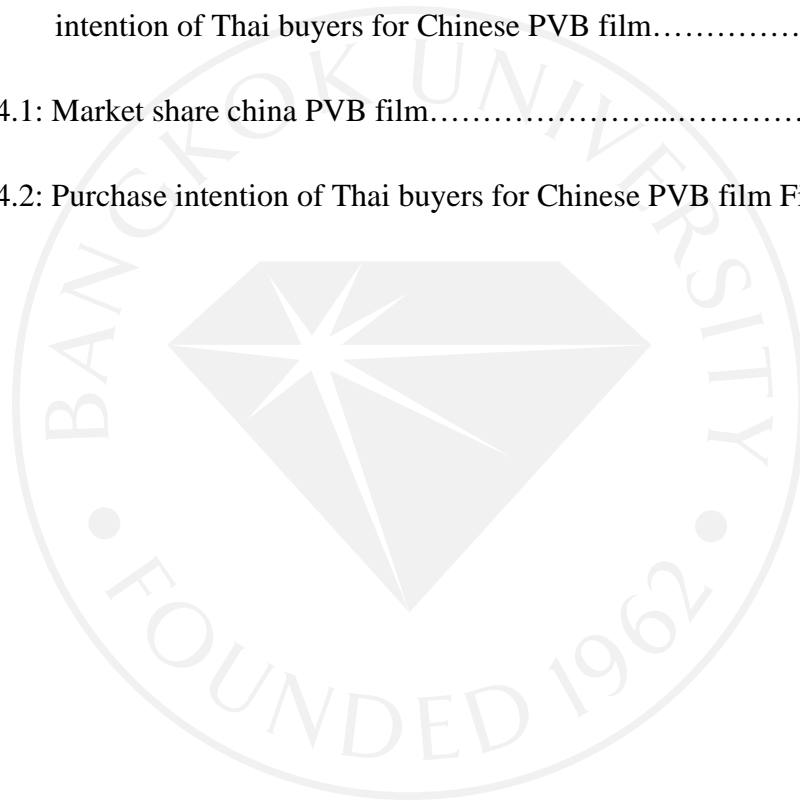 intention of Thai buyers for Chinese PVB film…………….
4.1: Market share china PVB film…………………...…………
4.2: Purchase intention of Thai buyers for Chinese PVB film
BANGKOK UNIVERSITY
FOUNDED 1962